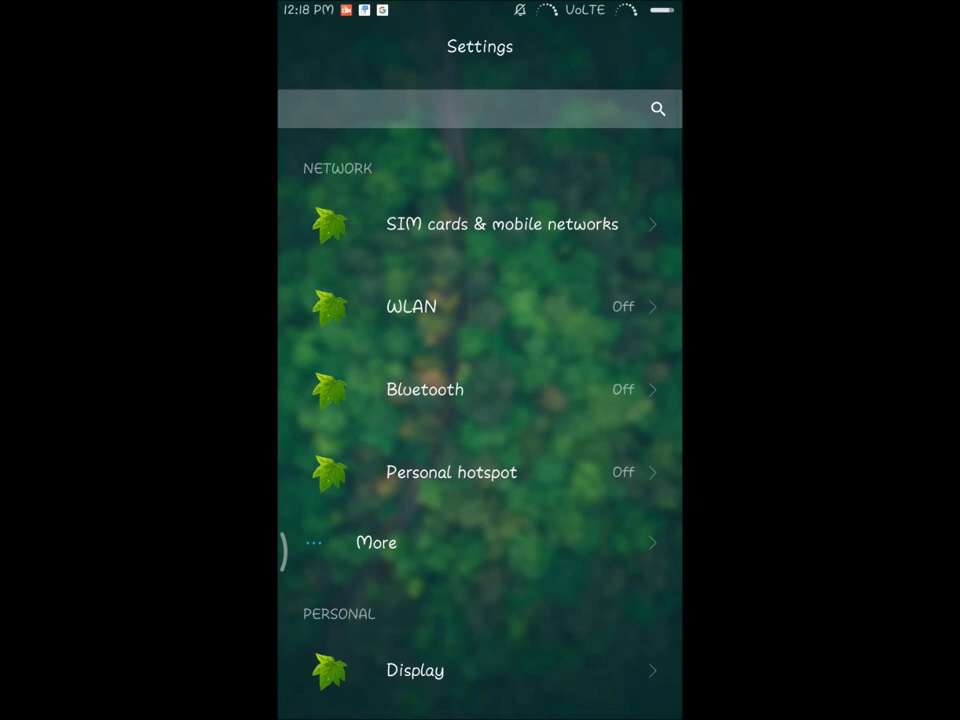 12:18 PM VoLTE
Settings
NETWORK
SIM cards & mobile networks
WLAN Off
Bluetooth Off
Personal hotspot Off
More
PERSONAL
Display